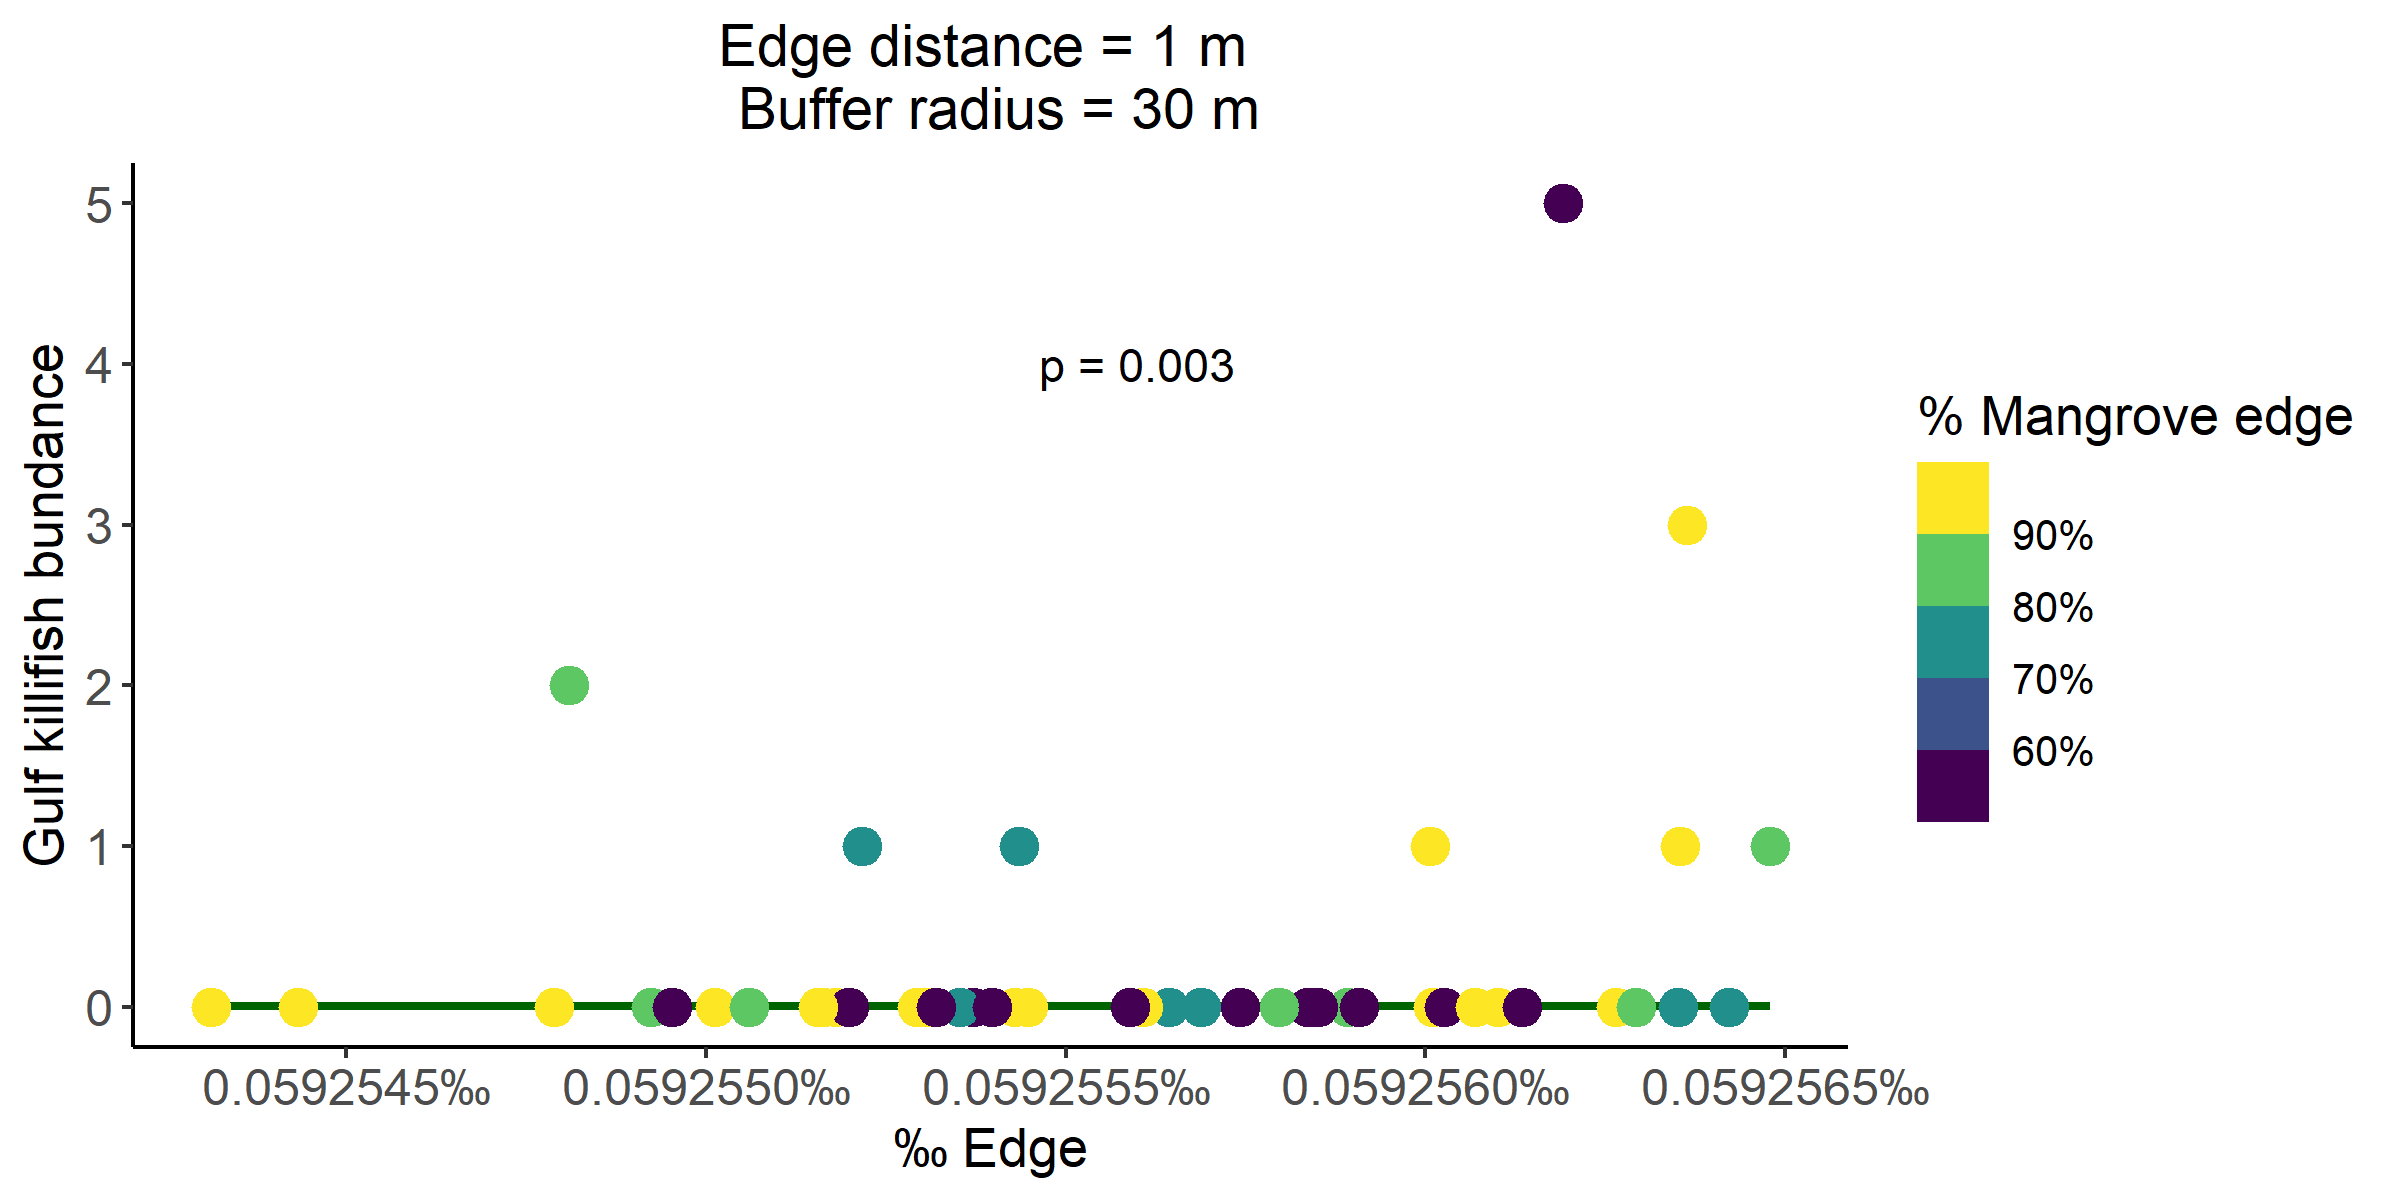 Edge distance = 1 m
Buffer radius = 30 m
Gulf killifish bundance
5
4
3
2
1
0
p = 0.003
0.0592545‰
0.0592550‰
0.0592555‰
0.0592560‰
0.0592565‰
‰ Edge
% Mangrove edge
90%
80%
70%
60%